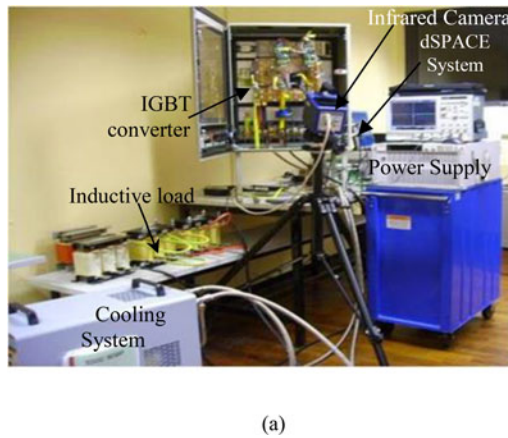 Infrared Camera
dSPACE
System
IGBT
converter
Power Supply
Inductive load
Cooling
System
(a)